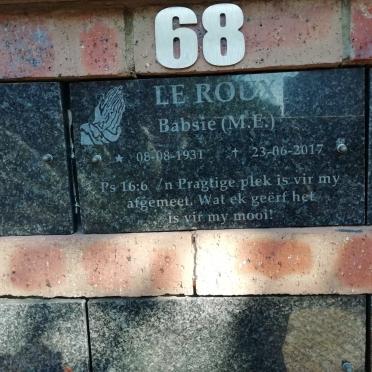 68
LE ROUX
Babsie (M.E.)
★ 08-08-1931 † 23-06-2017
Ps 16:6 'n Pragtige plek is vir my
afgemeet. Wat ek geërf het
is vir my mooi!